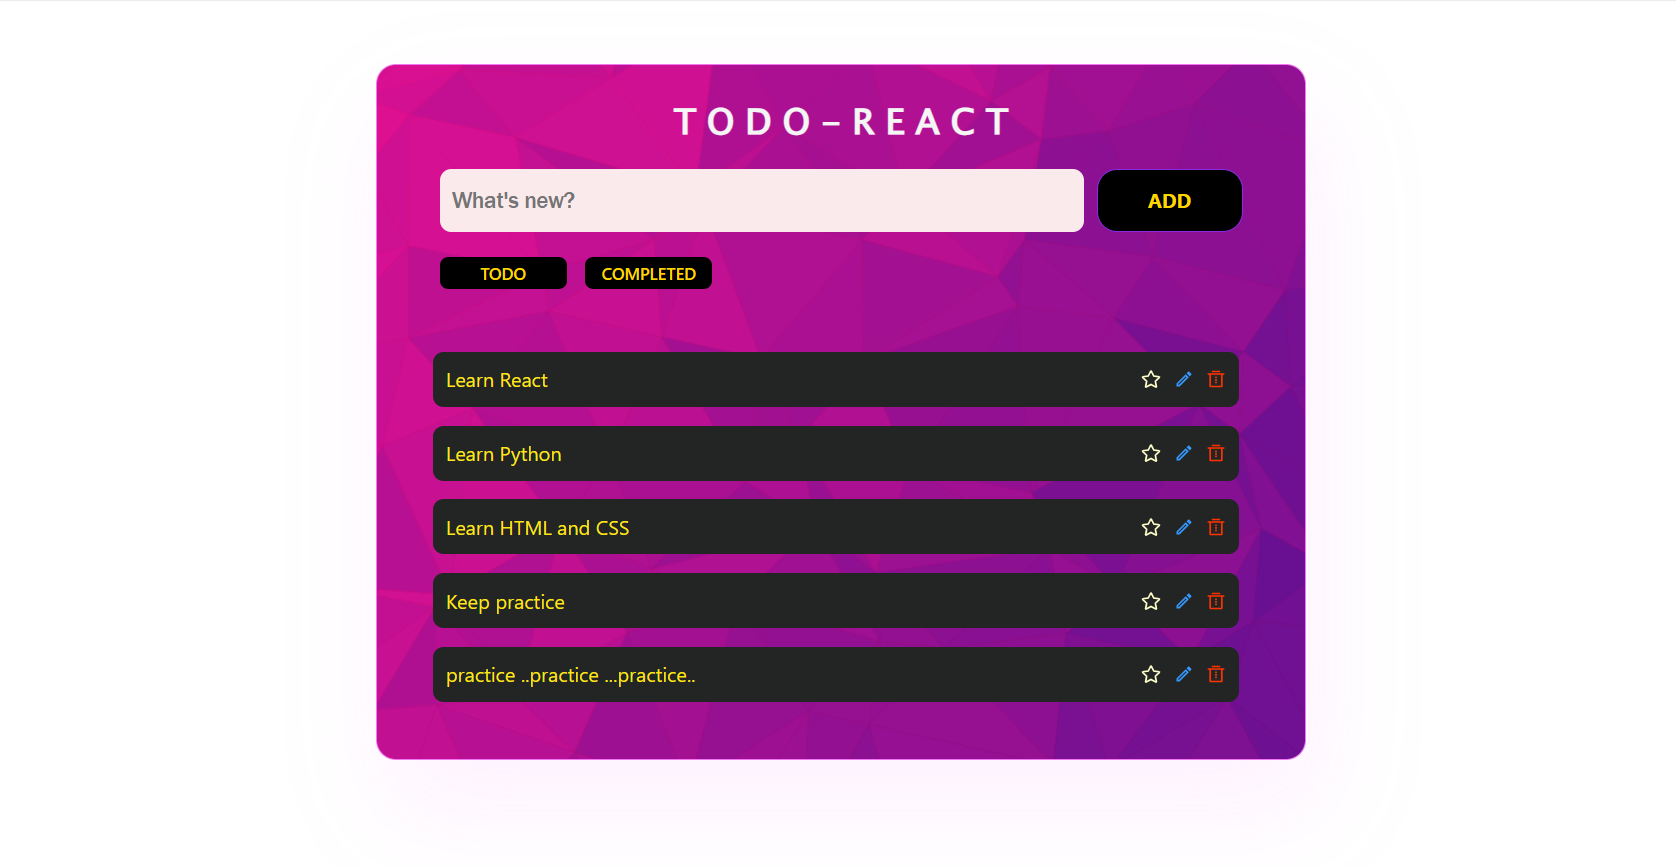 TODO-REACT
What's new?
ADD
TODO
COMPLETED
Learn React
Learn Python
Learn HTML and CSS
Keep practice
practice ..practice ...practice..